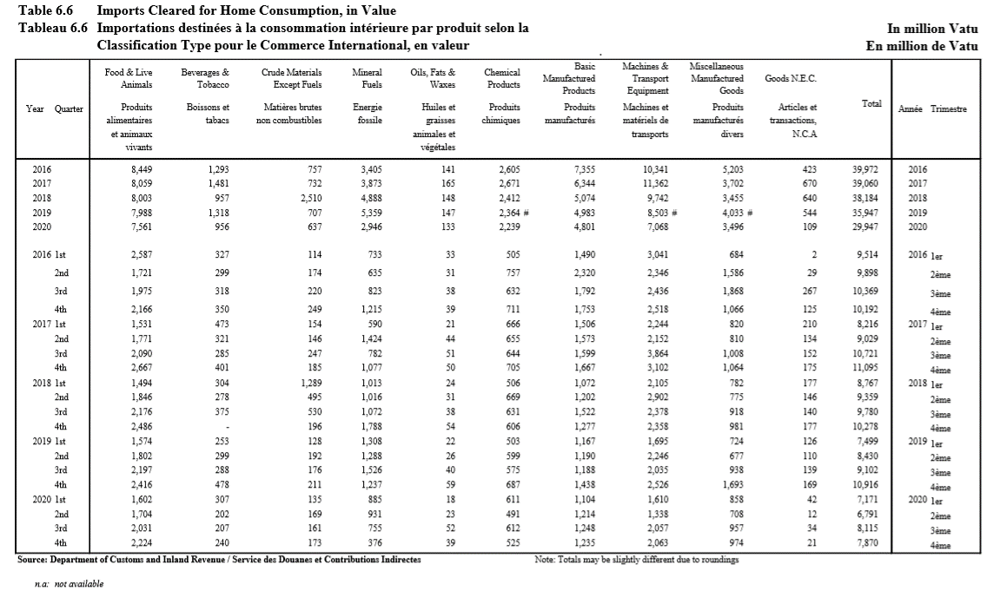 Table 6.6 Imports Cleared for Home Consumption, in Value
Tableau 6.6 Importations destinées à la consommation intérieure par produit selon la In million Vatu
Classification Type pour le Commerce International, en valeur En million de Vatu
Food & Live Beverages & Crude Materials Mineral Oils, Fats & Chemical Basic Machines & Miscellaneous
Animals Tobacco Except Fuels Fuels Waxes Products Manufactured Transport Manufactured Goods N.E.C.
Products Equipment Goods
Year Quarter Produits Boissons et Matières brutes Energie Huiles et Produits Produits Machines et Produits Articles et Total Année Trimestre
alimentaires tabacs non combustibles fossile graisses chimiques manufacturés matériels de manufacturés transactions,
et animaux animales et transports divers N.C.A
vivants végétales
2016 8,449 1,293 757 3,405 141 2,605 7,355 10,341 5,203 423 39,972 2016
2017 8,059 1,481 732 3,873 165 2,671 6,344 11,362 3,702 670 39,060 2017
2018 8,003 957 2,510 4,888 148 2,412 5,074 9,742 3,455 640 38,184 2018
2019 7,988 1,318 707 5,359 147 2,364 # 4,983 8,503 # 4,033 # 544 35,947 2019
2020 7,561 956 637 2,946 133 2,239 4,801 7,068 3,496 109 29,947 2020
2016 1st 2,587 327 114 733 33 505 1,490 3,041 684 2 9,514 2016 1er
2nd 1,721 299 174 635 31 757 2,320 2,346 1,586 29 9,898 2ème
3rd 1,975 318 220 823 38 632 1,792 2,436 1,868 267 10,369 3ème
4th 2,166 350 249 1,215 39 711 1,753 2,518 1,066 125 10,192 4ème
2017 1st 1,531 473 154 590 21 666 1,506 2,244 820 210 8,216 2017 1er
2nd 1,771 321 146 1,424 44 655 1,573 2,152 810 134 9,029 2ème
3rd 2,090 285 247 782 51 644 1,599 3,864 1,008 152 10,721 3ème
4th 2,667 401 185 1,077 50 705 1,667 3,102 1,064 175 11,095 4ème
2018 1st 1,494 304 1,289 1,013 24 506 1,072 2,105 782 177 8,767 2018 1er
2nd 1,846 278 495 1,016 31 669 1,202 2,902 775 146 9,359 2ème
3rd 2,176 375 530 1,072 38 631 1,522 2,378 918 140 9,780 3ème
4th 2,486 - 196 1,788 54 606 1,277 2,358 981 177 10,278 4ème
2019 1st 1,574 253 128 1,308 22 503 1,167 1,695 724 126 7,499 2019 1er
2nd 1,802 299 192 1,288 26 599 1,190 2,246 677 110 8,430 2ème
3rd 2,197 288 176 1,526 40 575 1,188 2,035 938 139 9,102 3ème
4th 2,416 478 211 1,237 59 687 1,438 2,526 1,693 169 10,916 4ème
2020 1st 1,602 307 135 885 18 611 1,104 1,610 858 42 7,171 2020 1er
2nd 1,704 202 169 931 23 491 1,214 1,338 708 12 6,791 2ème
3rd 2,031 207 161 755 52 612 1,248 2,057 957 34 8,115 3ème
4th 2,224 240 173 376 39 525 1,235 2,063 974 21 7,870 4ème
Source: Department of Customs and Inland Revenue / Service des Douanes et Contributions Indirectes Note: Totals may be slightly different due to roundings
n.a: not available